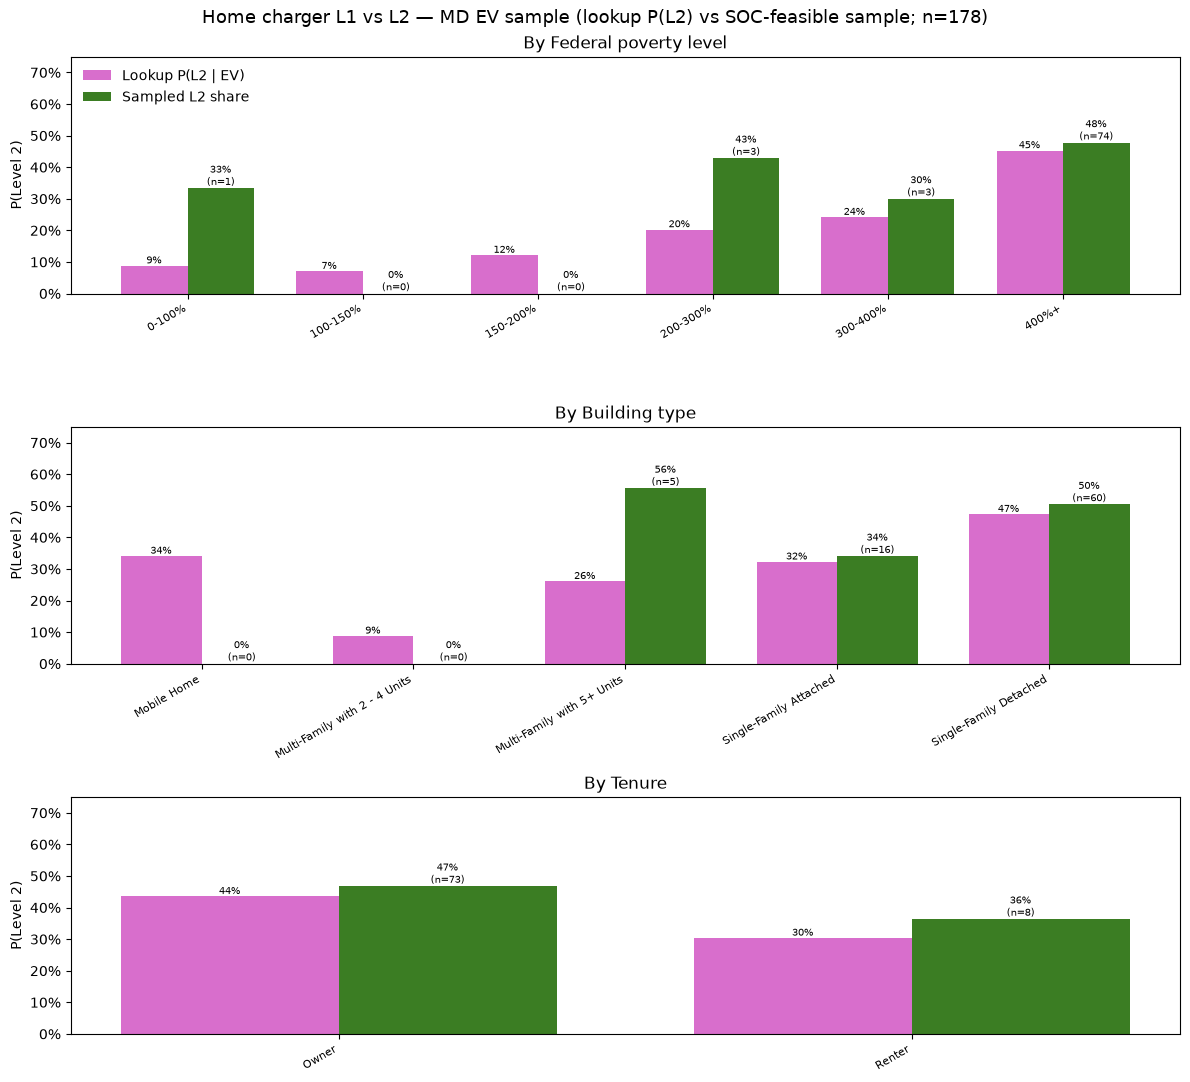 Home charger L1 vs L2 — MD EV sample (lookup P(L2) vs SOC-feasible sample; n=178)
By Federal poverty level
Lookup P(L2 | EV)
Sampled L2 share
P(Level 2)
70%
60%
50%
40%
30%
20%
10%
0%
9%
33%
(n=1)
7%
0%
(n=0)
12%
0%
(n=0)
20%
43%
(n=3)
24%
30%
(n=3)
45%
48%
(n=74)
0-100%
100-150%
150-200%
200-300%
300-400%
400%+
By Building type
P(Level 2)
70%
60%
50%
40%
30%
20%
10%
0%
34%
0%
(n=0)
9%
0%
(n=0)
26%
56%
(n=5)
32%
34%
(n=16)
47%
50%
(n=60)
Mobile Home
Multi-Family with 2 - 4 Units
Multi-Family with 5+ Units
Single-Family Attached
Single-Family Detached
By Tenure
P(Level 2)
70%
60%
50%
40%
30%
20%
10%
0%
44%
47%
(n=73)
30%
36%
(n=8)
Owner
Renter